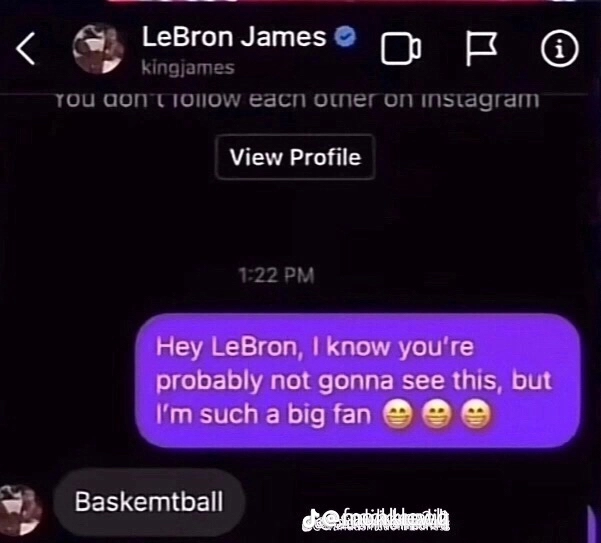 LeBron James
kingjames
You don't follow each other on Instagram
View Profile
1:22 PM
Hey LeBron, I know you're
probably not gonna see this, but
I'm such a big fan 😁 😁 😁
Baskemtball